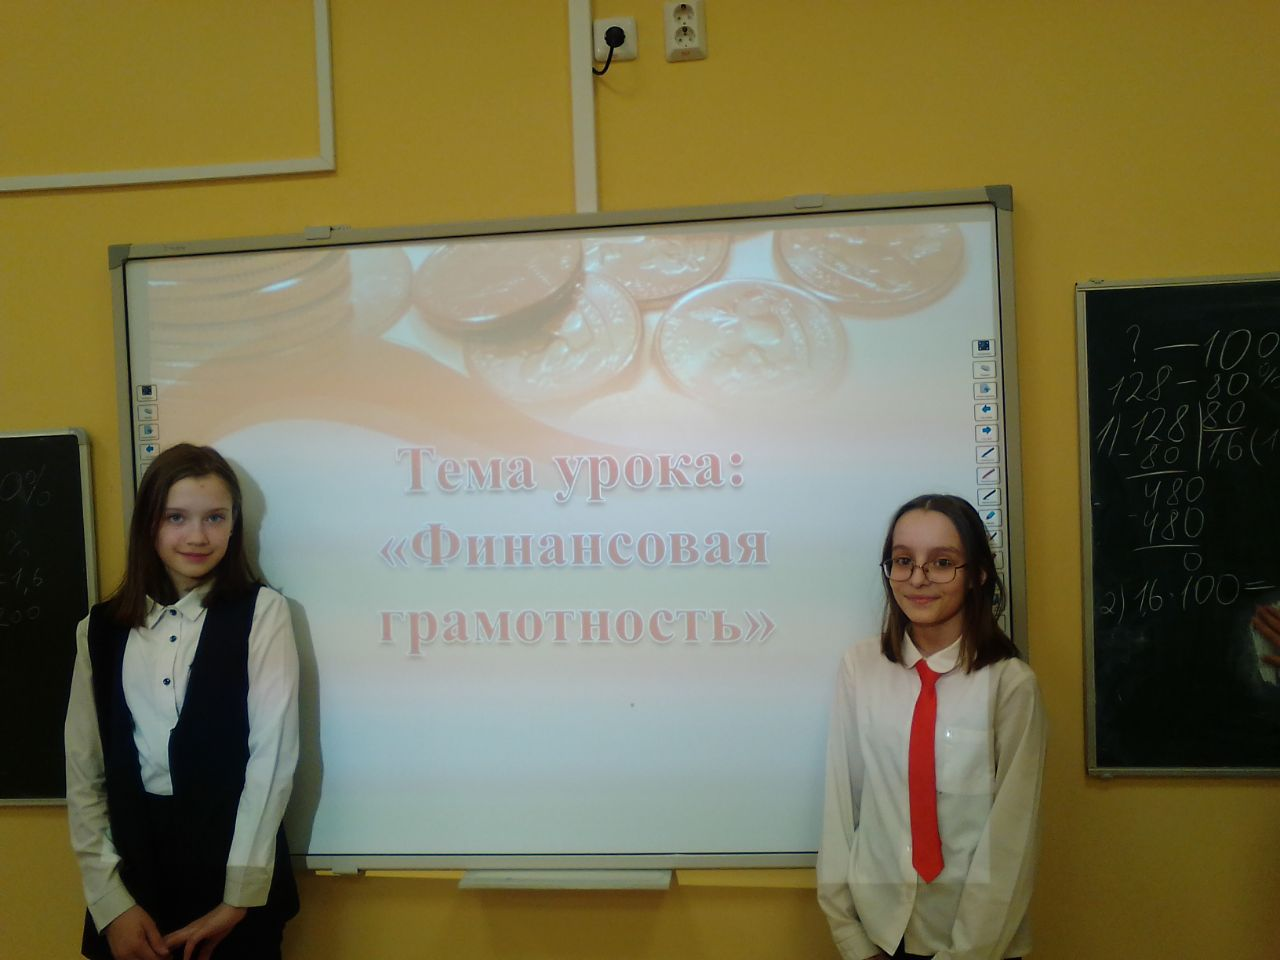 Тема урока:
«Финансовая
грамотность»
? — 100
128 — 80
1) 128 | 80
- 80 | 1,6
480
- 480
0
2) 16 · 100 =